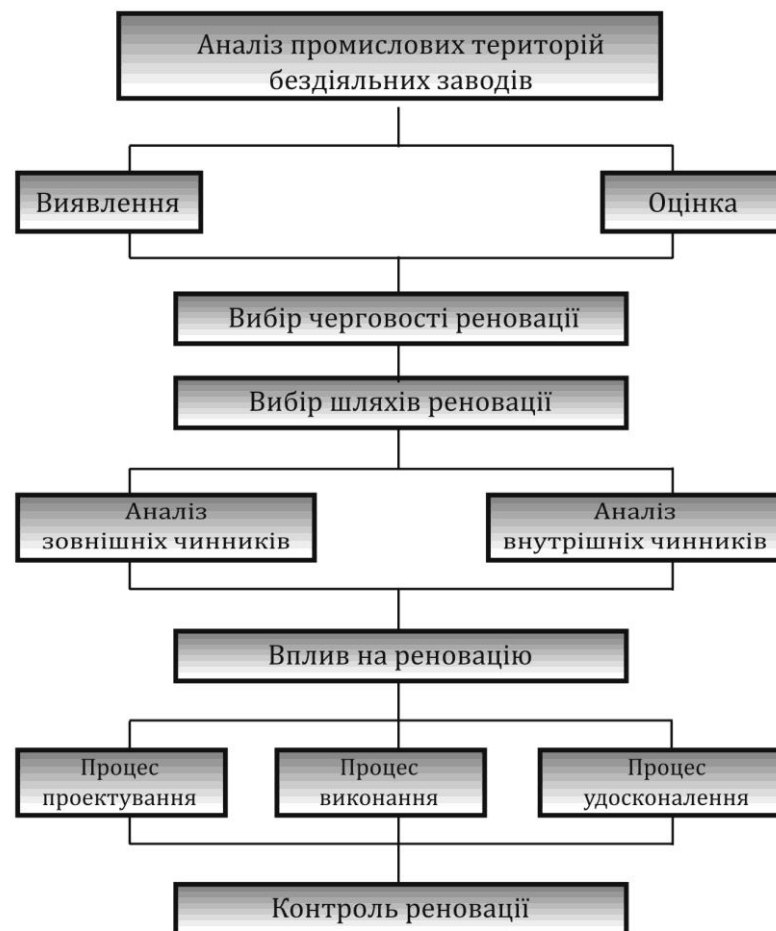 Аналіз промислових територій
бездіяльних заводів
Виявлення
Оцінка
Вибір черговості реновації
Вибір шляхів реновації
Аналіз
зовнішніх чинників
Аналіз
внутрішніх чинників
Вплив на реновацію
Процес
проектування
Процес
виконання
Процес
удосконалення
Контроль реновації